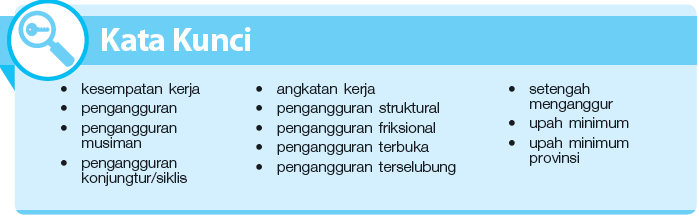 Kata Kunci
• kesempatan kerja
• pengangguran
• pengangguran
musiman
• pengangguran
konjungtur/siklis
• angkatan kerja
• pengangguran struktural
• pengangguran friksional
• pengangguran terbuka
• pengangguran terselubung
• setengah
menganggur
• upah minimum
• upah minimum
provinsi